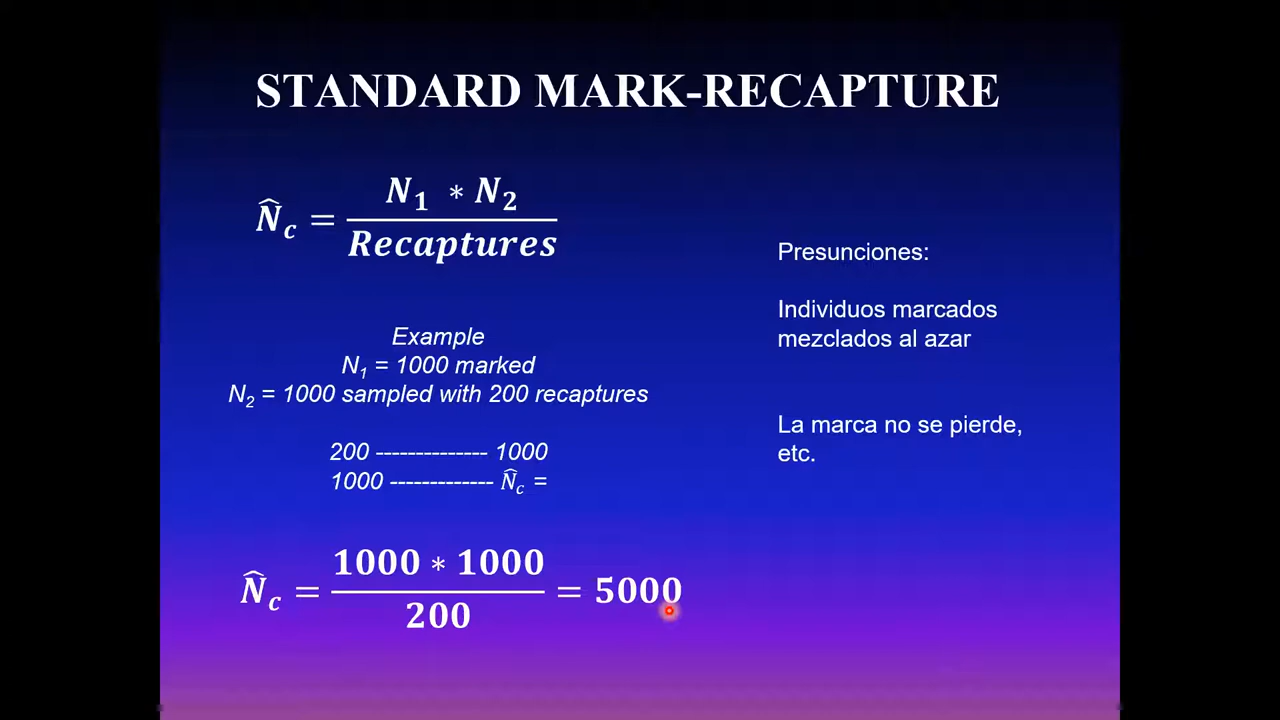 STANDARD MARK-RECAPTURE
N̂c = N1 * N2 / Recaptures
Example
N1 = 1000 marked
N2 = 1000 sampled with 200 recaptures
200 -------------- 1000
1000 ------------- N̂c =
N̂c = 1000 * 1000 / 200 = 5000
Presunciones:
Individuos marcados
mezclados al azar
La marca no se pierde,
etc.